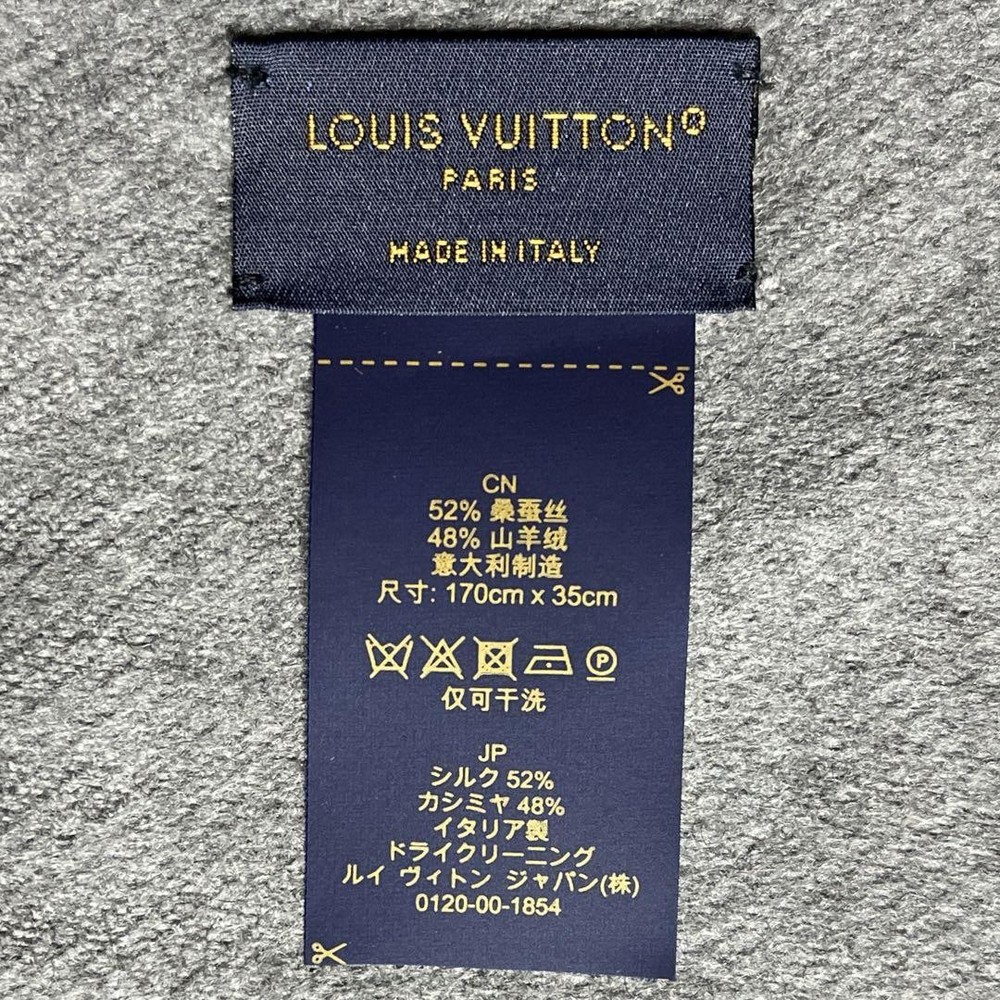 LOUIS VUITTON®
PARIS
MADE IN ITALY
CN
52% 桑蚕丝
48% 山羊绒
意大利制造
尺寸: 170cm x 35cm
P
仅可干洗
JP
シルク 52%
カシミヤ 48%
イタリア製
ドライクリーニング
ルイ ヴィトン ジャパン(株)
0120-00-1854